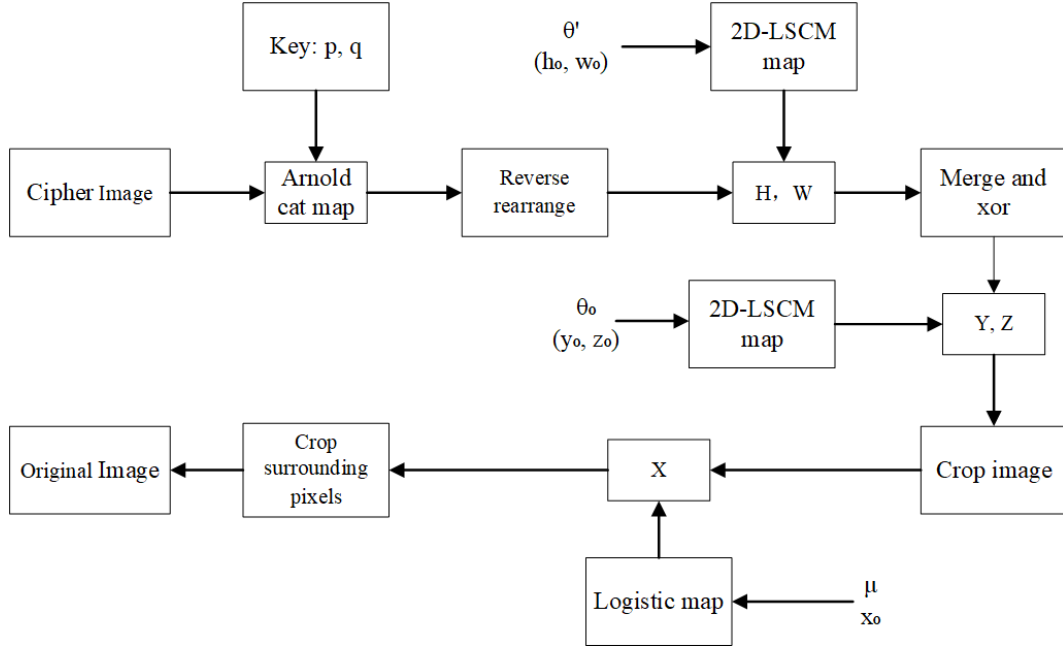 Key: p, q
θ'
(h₀, w₀)
2D-LSCM
map
Cipher Image
Arnold
cat map
Reverse
rearrange
H，W
Merge and
xor
θ₀
(y₀, z₀)
2D-LSCM
map
Y, Z
Original Image
Crop
surrounding
pixels
X
Crop image
Logistic map
μ
x₀